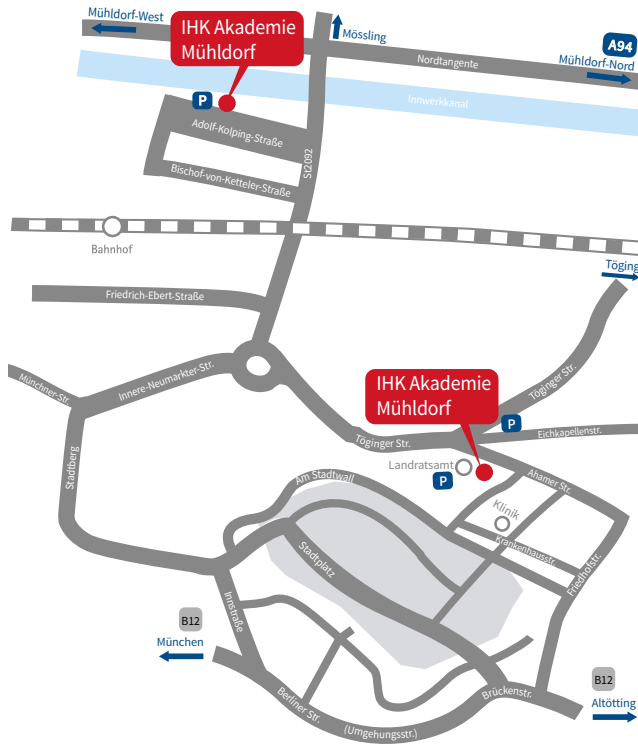 Mühldorf-West
IHK Akademie
Mühldorf
Mössling
A94
Nordtangente
Mühldorf-Nord
P
Innwerkkanal
Adolf-Kolping-Straße
St2092
Bischof-von-Ketteler-Straße
Bahnhof
Töging
Friedrich-Ebert-Straße
Innere-Neumarkter-Str.
Münchner-Str.
IHK Akademie
Mühldorf
Töginger Str.
P
Töginger Str.
Eichkapellenstr.
Landratsamt
P
Ahamer Str.
Am Stadtwall
Stadtberg
Klinik
Krankenhausstr.
Stadtplatz
Friedhofstr.
Innstraße
B12
München
B12
Altötting
Brückenstr.
Berliner Str.
(Umgehungsstr.)